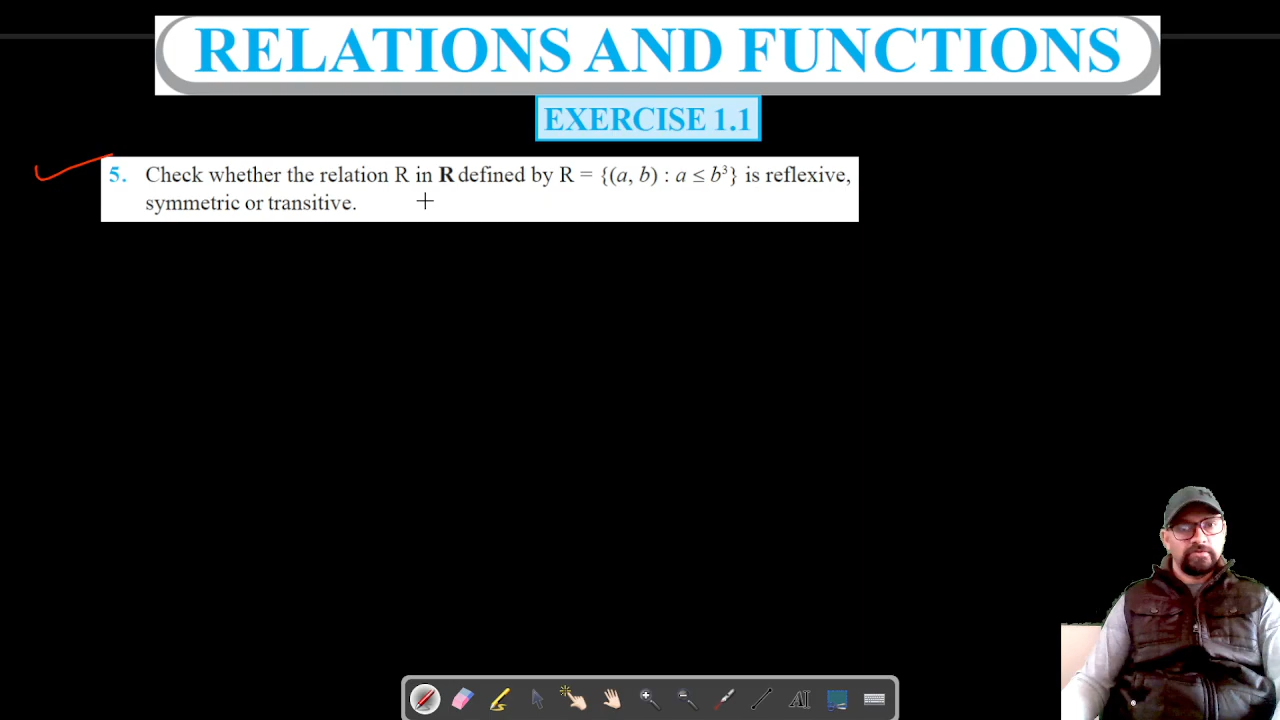 RELATIONS AND FUNCTIONS
EXERCISE 1.1
5. Check whether the relation R in R defined by R = {(a, b) : a ≤ b³} is reflexive,
symmetric or transitive.
AI